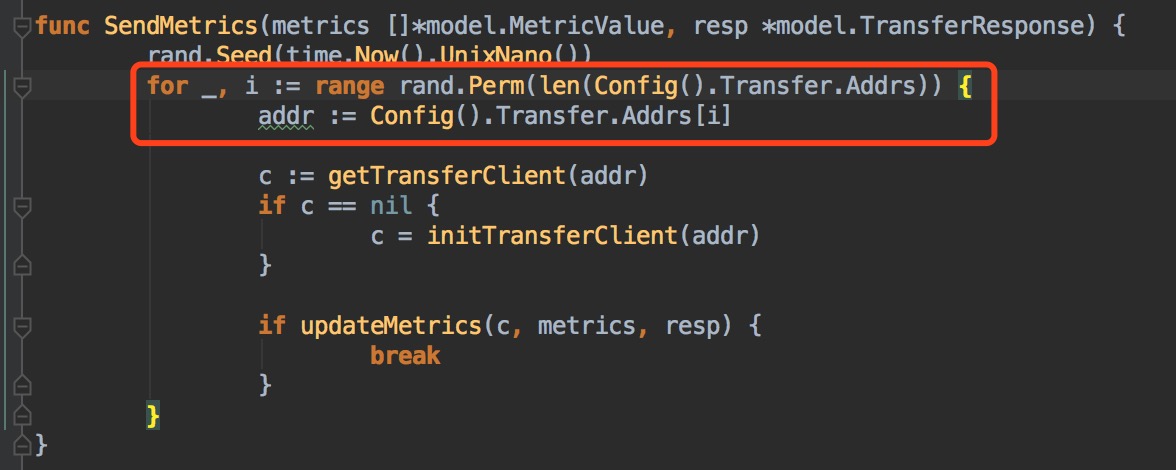 func SendMetrics(metrics []*model.MetricValue, resp *model.TransferResponse) {
rand.Seed(time.Now().UnixNano())
for _, i := range rand.Perm(len(Config().Transfer.Addrs)) {
addr := Config().Transfer.Addrs[i]
c := getTransferClient(addr)
if c == nil {
c = initTransferClient(addr)
}
if updateMetrics(c, metrics, resp) {
break
}
}
}